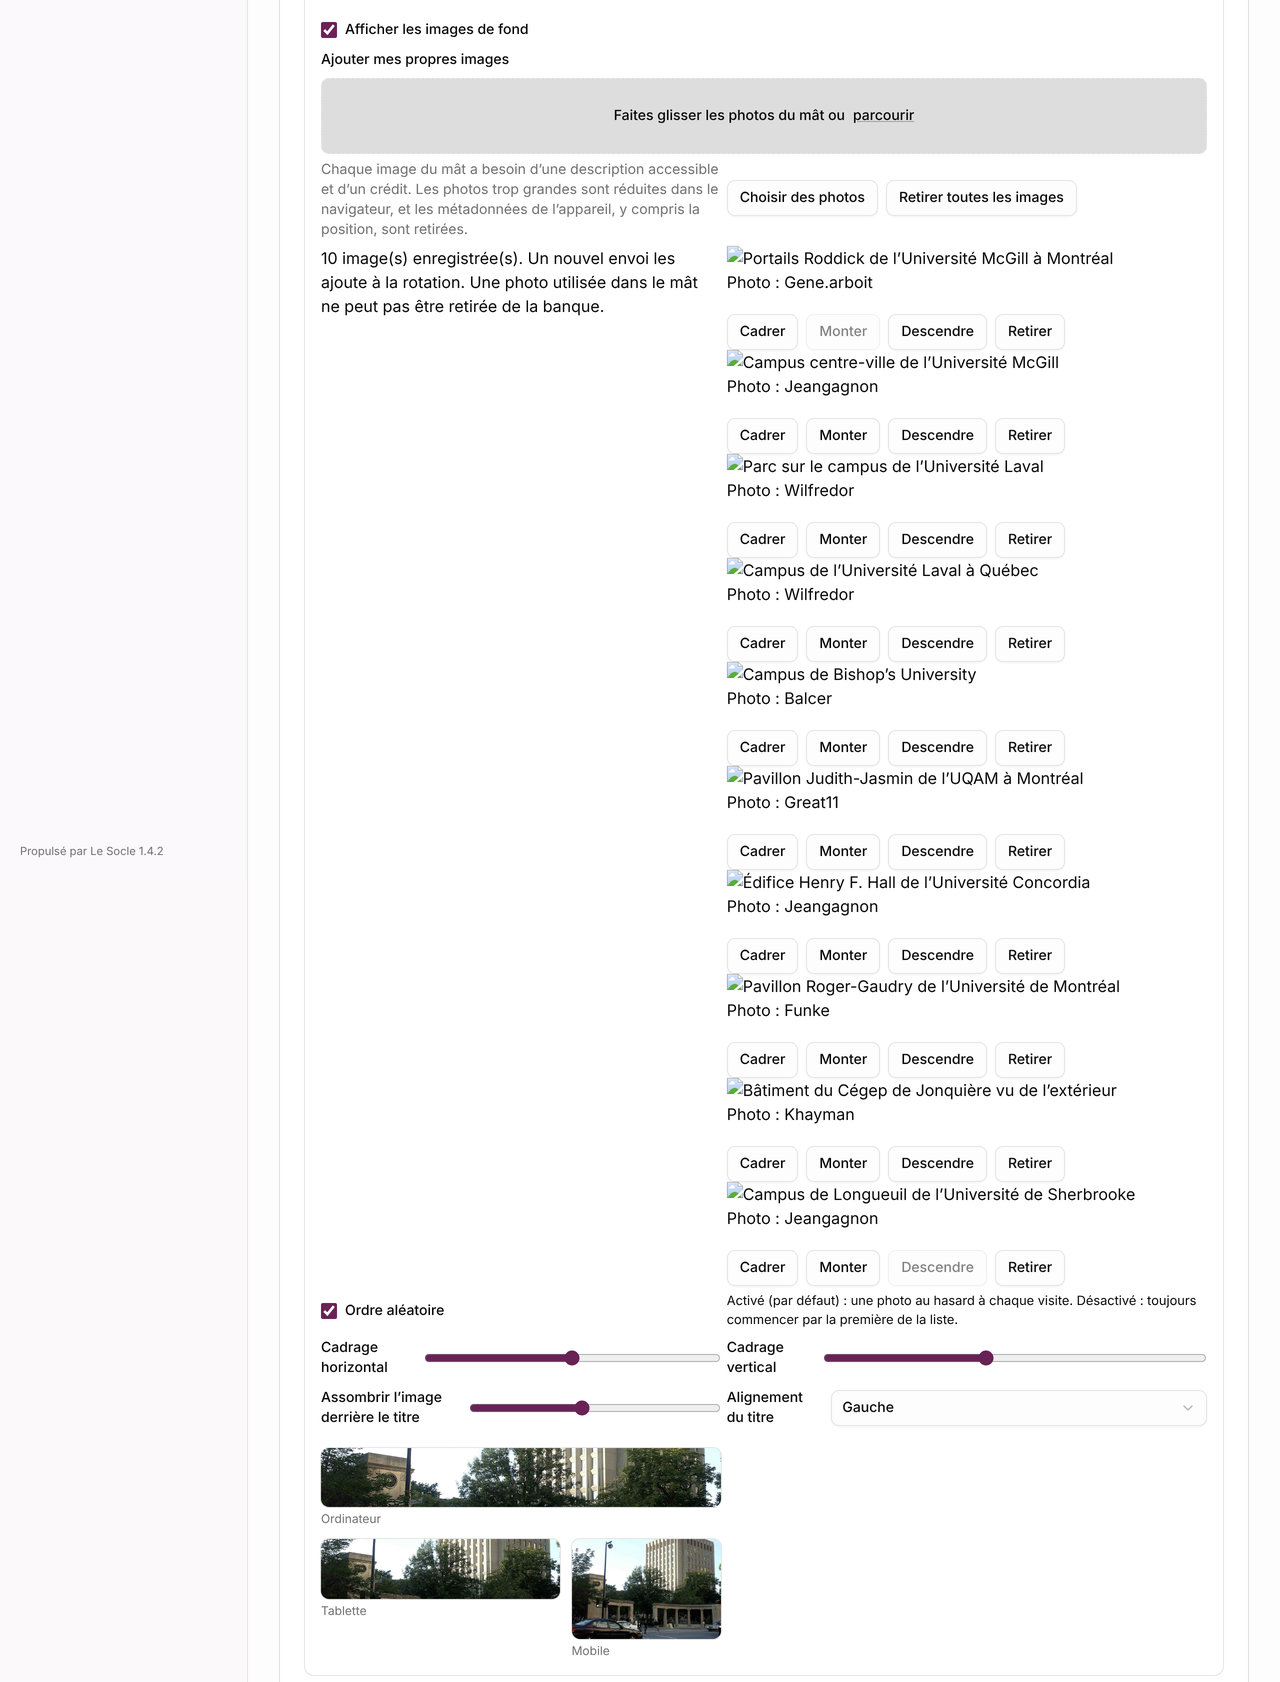 Afficher les images de fond
Ajouter mes propres images
Faites glisser les photos du mât ou parcourir
Chaque image du mât a besoin d’une description accessible
et d’un crédit. Les photos trop grandes sont réduites dans le
navigateur, et les métadonnées de l’appareil, y compris la
position, sont retirées.
Choisir des photos
Retirer toutes les images
10 image(s) enregistrée(s). Un nouvel envoi les
ajoute à la rotation. Une photo utilisée dans le mât
ne peut pas être retirée de la banque.
Portails Roddick de l’Université McGill à Montréal
Photo : Gene.arboit
Cadrer Monter Descendre Retirer
Campus centre-ville de l’Université McGill
Photo : Jeangagnon
Cadrer Monter Descendre Retirer
Parc sur le campus de l’Université Laval
Photo : Wilfredor
Cadrer Monter Descendre Retirer
Campus de l’Université Laval à Québec
Photo : Wilfredor
Cadrer Monter Descendre Retirer
Campus de Bishop’s University
Photo : Balcer
Cadrer Monter Descendre Retirer
Pavillon Judith-Jasmin de l’UQAM à Montréal
Photo : Great11
Cadrer Monter Descendre Retirer
Propulsé par Le Socle 1.4.2
Édifice Henry F. Hall de l’Université Concordia
Photo : Jeangagnon
Cadrer Monter Descendre Retirer
Pavillon Roger-Gaudry de l’Université de Montréal
Photo : Funke
Cadrer Monter Descendre Retirer
Bâtiment du Cégep de Jonquière vu de l’extérieur
Photo : Khayman
Cadrer Monter Descendre Retirer
Campus de Longueuil de l’Université de Sherbrooke
Photo : Jeangagnon
Cadrer Monter Descendre Retirer
Ordre aléatoire
Activé (par défaut) : une photo au hasard à chaque visite. Désactivé : toujours
commencer par la première de la liste.
Cadrage
horizontal
Cadrage
vertical
Assombrir l’image
derrière le titre
Alignement
du titre
Gauche
Ordinateur
Tablette
Mobile